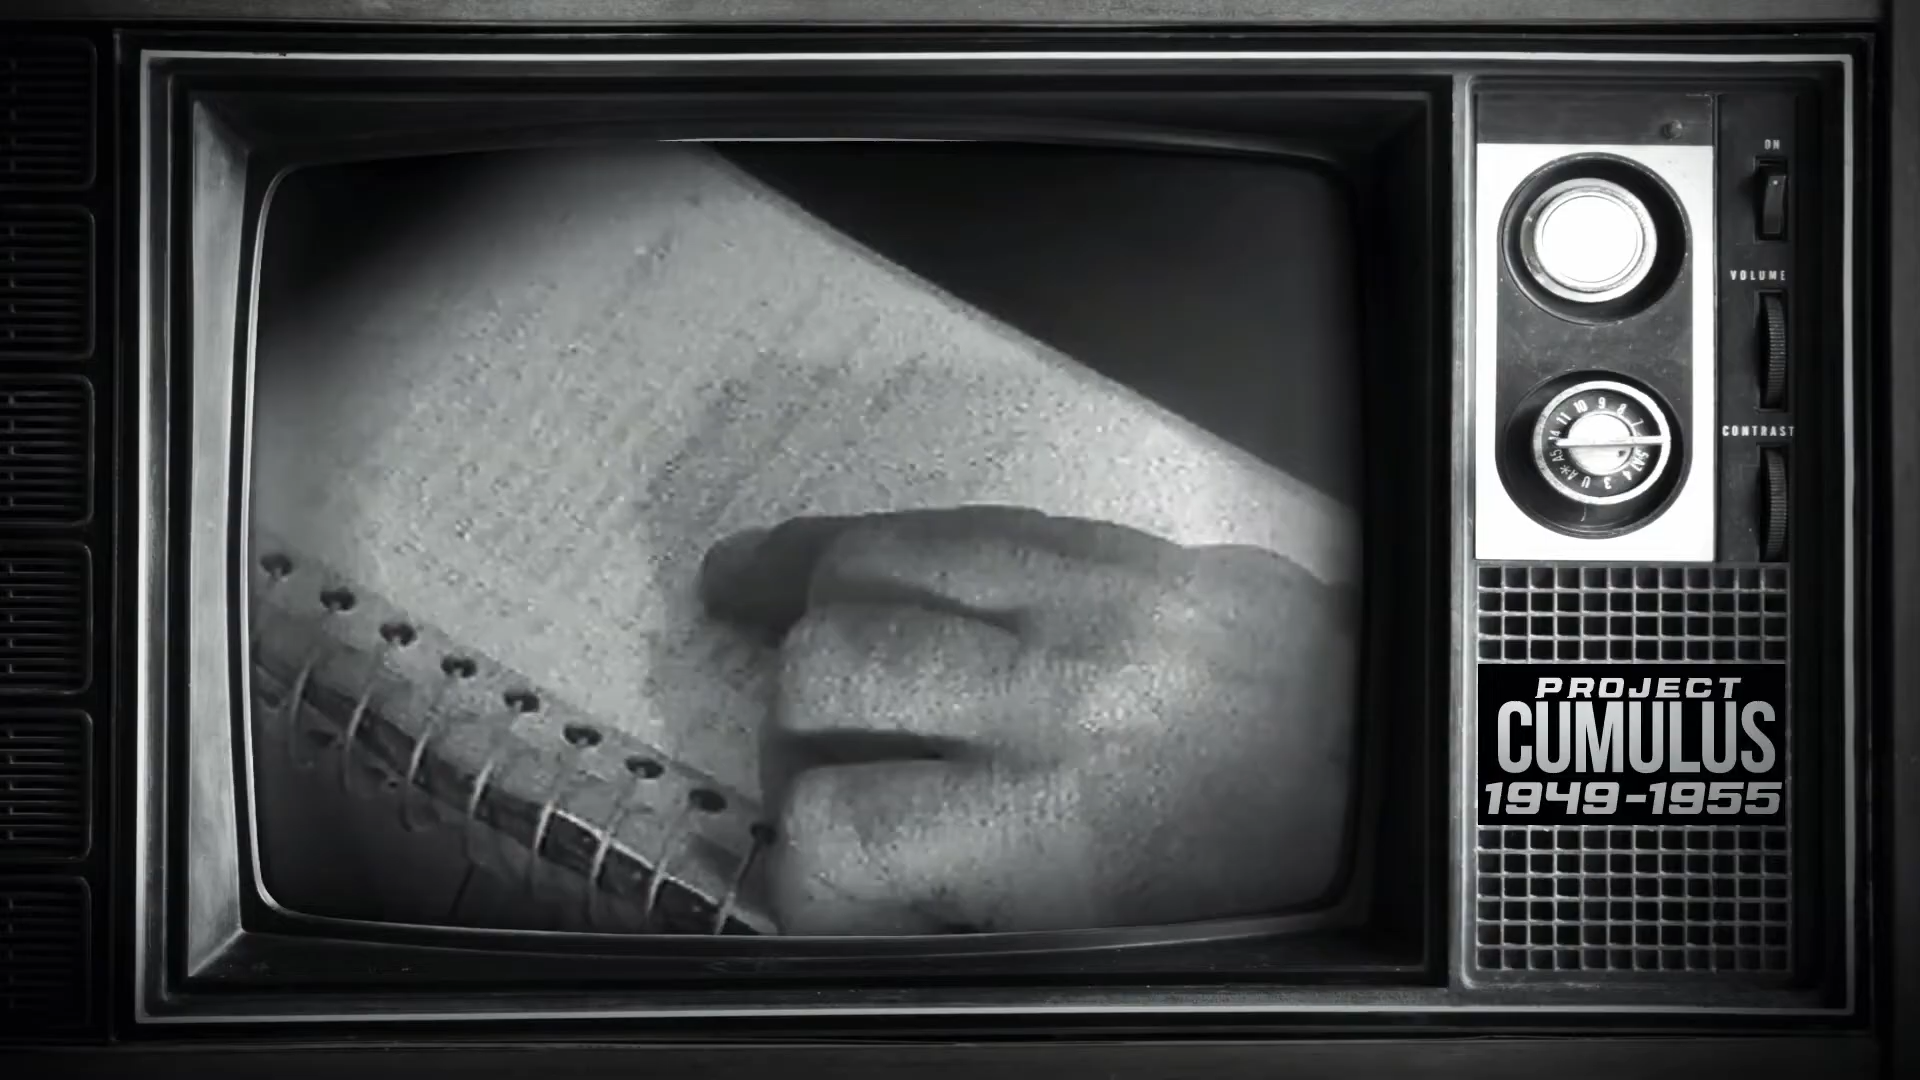 ON
VOLUME
CONTRAST
PROJECT
CUMULUS
1949-1955